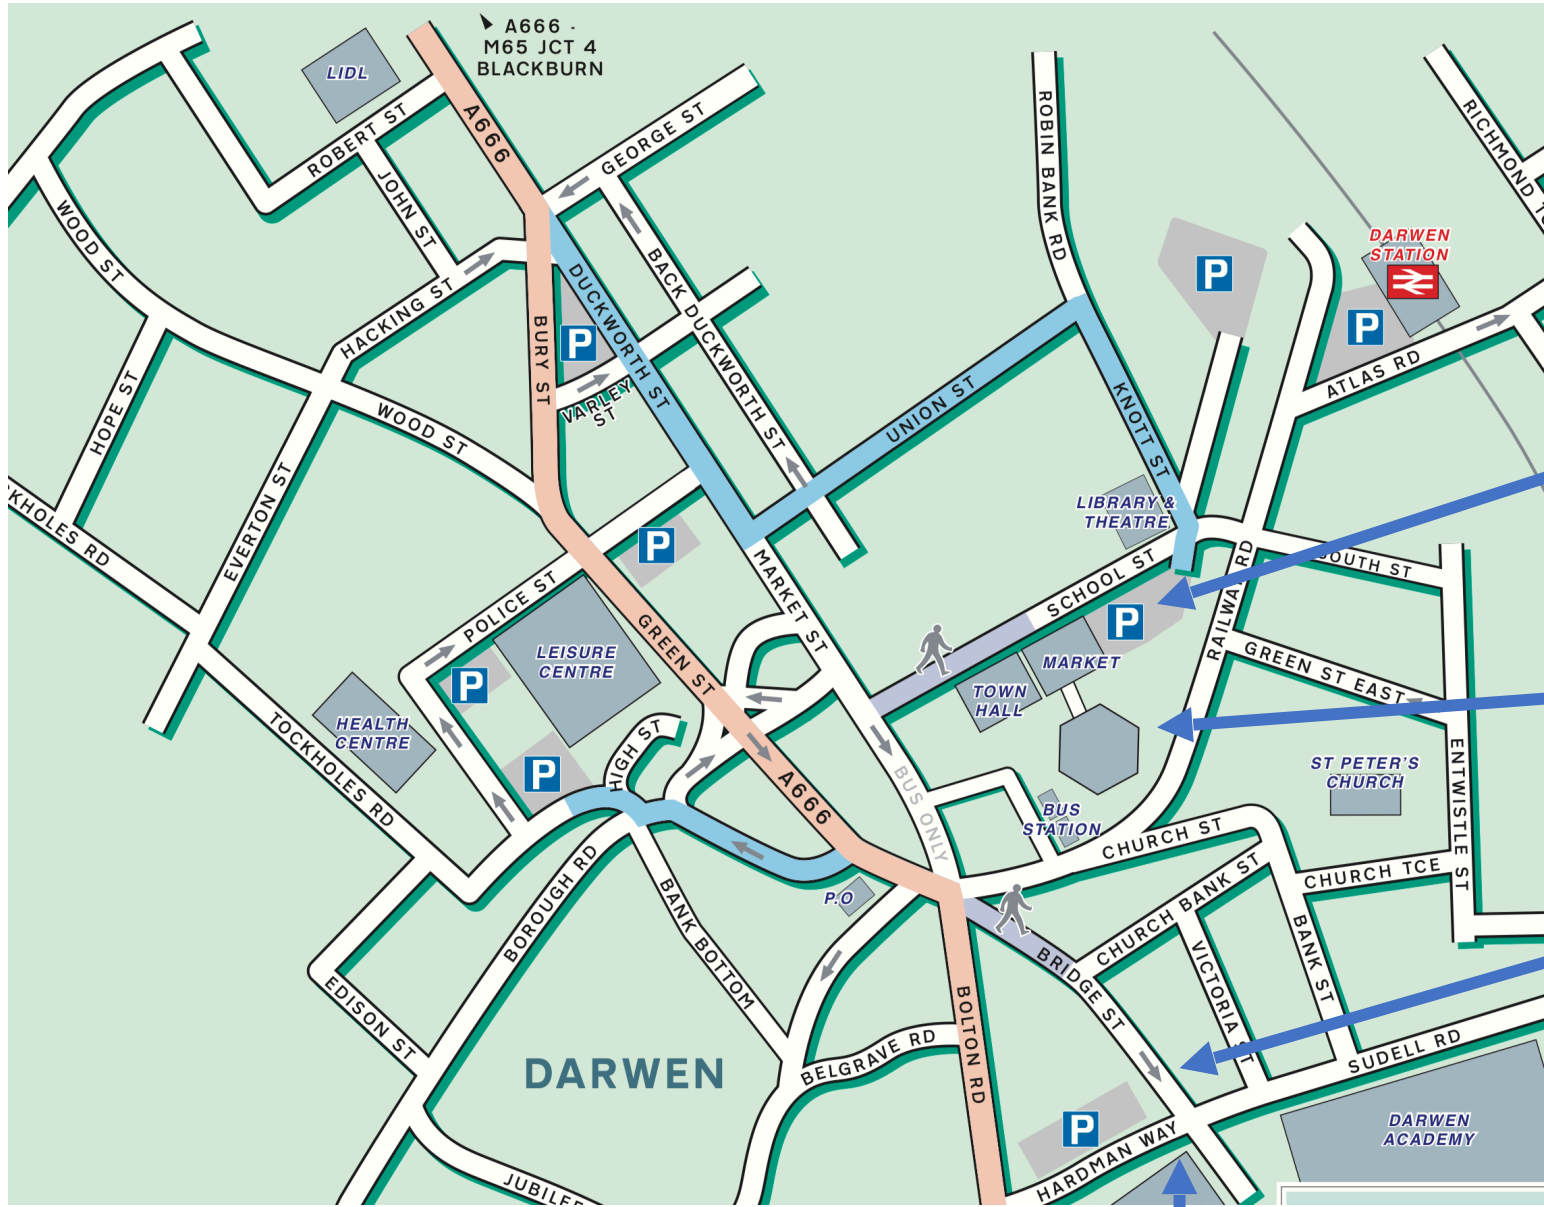 A666 -
M65 JCT 4
BLACKBURN
LIDL
A666
ROBERT ST
GEORGE ST
JOHN ST
ROBIN BANK RD
RICHMOND
WOOD ST
HACKING ST
DUCKWORTH ST
BACK DUCKWORTH ST
DARWEN
STATION
P
P
P
BURY ST
VARLEY
ST
ATLAS RD
HOPE ST
WOOD ST
UNION ST
KNOTT ST
CKHOLES RD
EVERTON ST
LIBRARY &
THEATRE
P
MARKET ST
SCHOOL ST
SOUTH ST
POLICE ST
GREEN ST
RAILWAY RD
P
LEISURE
CENTRE
P
MARKET
TOWN
HALL
GREEN ST EAST
HEALTH
CENTRE
TOCKHOLES RD
HIGH ST
P
A666
BUS ONLY
BUS
STATION
ST PETER'S
CHURCH
ENTWISTLE ST
CHURCH ST
CHURCH TCE
P.O
BOROUGH RD
BANK BOTTOM
CHURCH BANK ST
BRIDGE ST
VICTORIA ST
BANK ST
EDISON ST
BOLTON RD
BELGRAVE RD
SUDELL RD
DARWEN
P
HARDMAN WAY
DARWEN
ACADEMY
JUBILEE